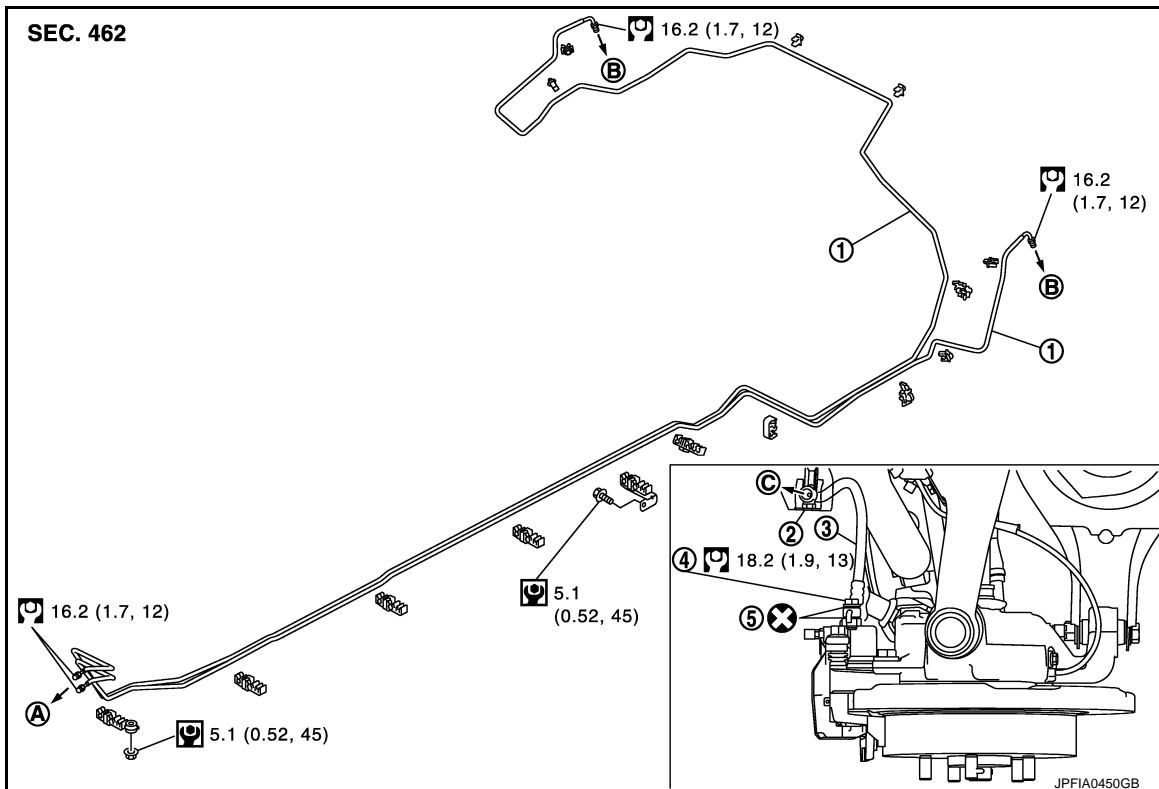 SEC. 462
16.2 (1.7, 12)
B
16.2
(1.7, 12)
1
B
1
C
2
3
4 18.2 (1.9, 13)
5
5.1
(0.52, 45)
16.2 (1.7, 12)
A
5.1 (0.52, 45)
JPFIA0450GB